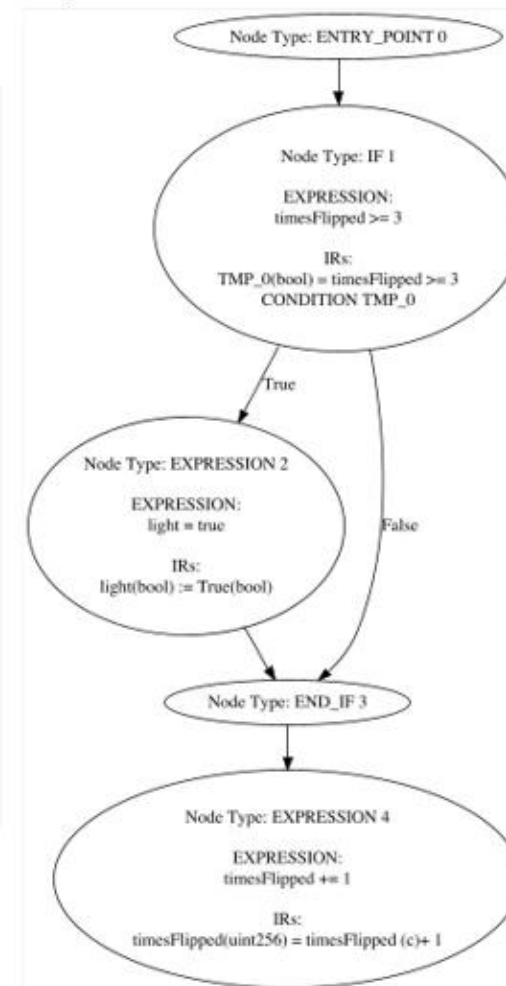 Node Type: ENTRY_POINT 0
Node Type: IF 1
EXPRESSION:
timesFlipped >= 3
IRs:
TMP_0(bool) = timesFlipped >= 3
CONDITION TMP_0
True
False
Node Type: EXPRESSION 2
EXPRESSION:
light = true
IRs:
light(bool) := True(bool)
Node Type: END_IF 3
Node Type: EXPRESSION 4
EXPRESSION:
timesFlipped += 1
IRs:
timesFlipped(uint256) = timesFlipped (c)+ 1